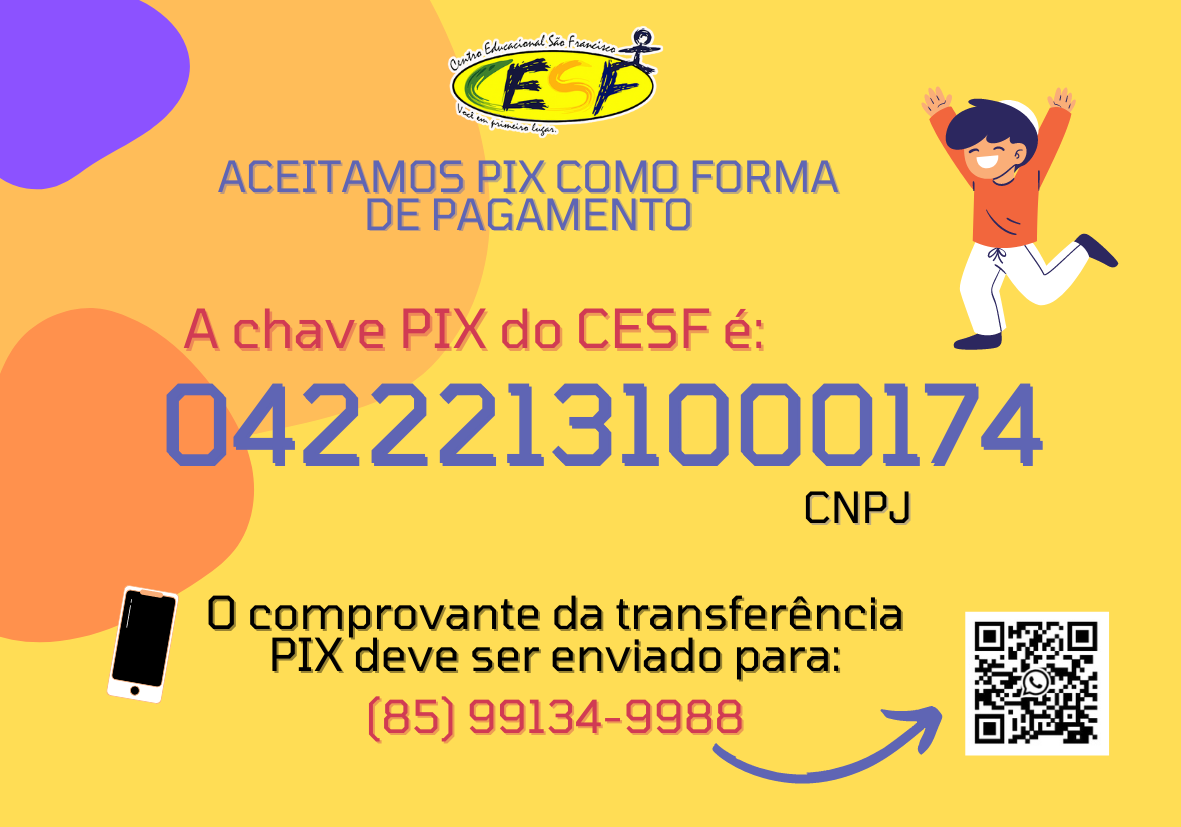 Centro Educacional São Francisco
CESF
Você em primeiro lugar.
ACEITAMOS PIX COMO FORMA
DE PAGAMENTO
A chave PIX do CESF é:
04222131000174
CNPJ
O comprovante da transferência
PIX deve ser enviado para:
(85) 99134-9988